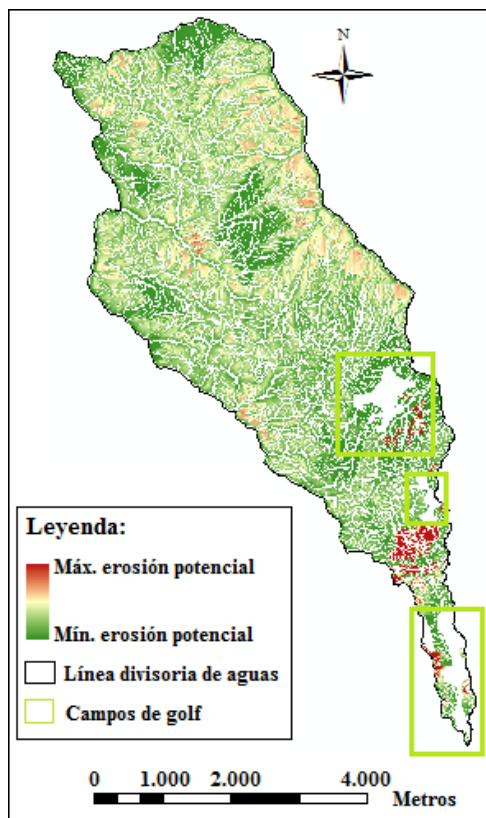 N
Leyenda:
Máx. erosión potencial
Mín. erosión potencial
Línea divisoria de aguas
Campos de golf
0 1.000 2.000 4.000
Metros